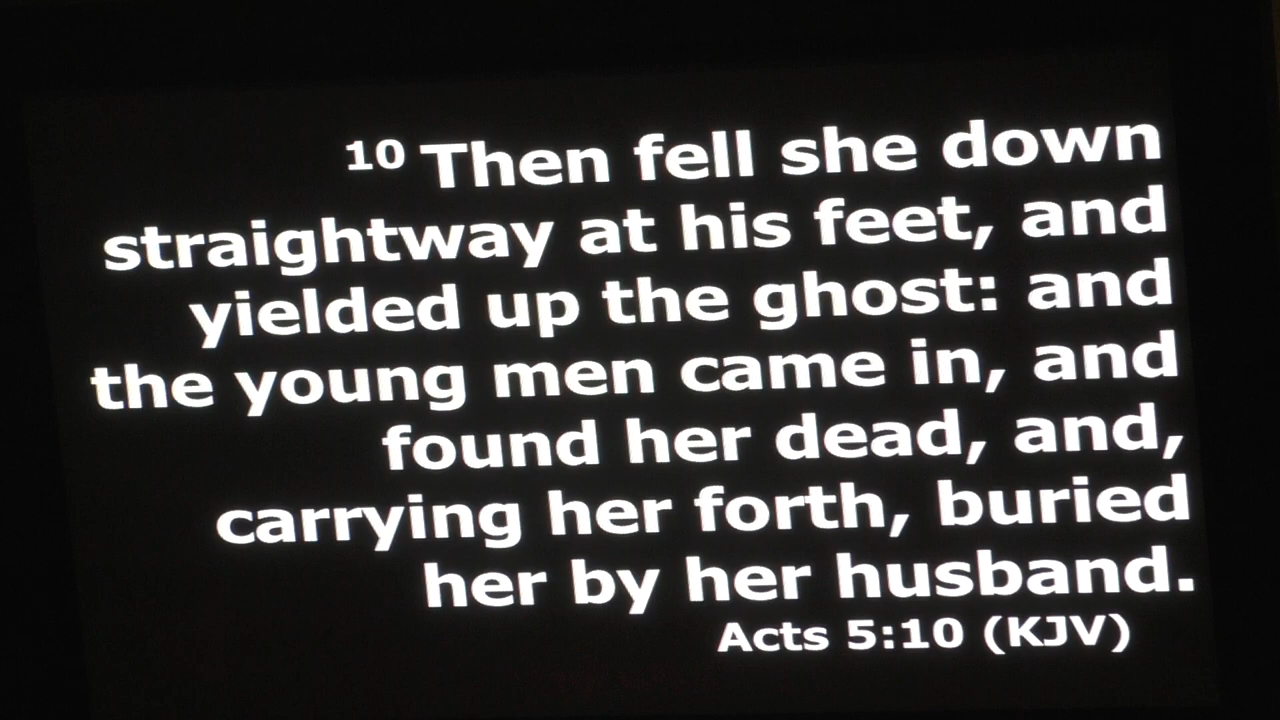 10 Then fell she down
straightway at his feet, and
yielded up the ghost: and
the young men came in, and
found her dead, and,
carrying her forth, buried
her by her husband.
Acts 5:10 (KJV)